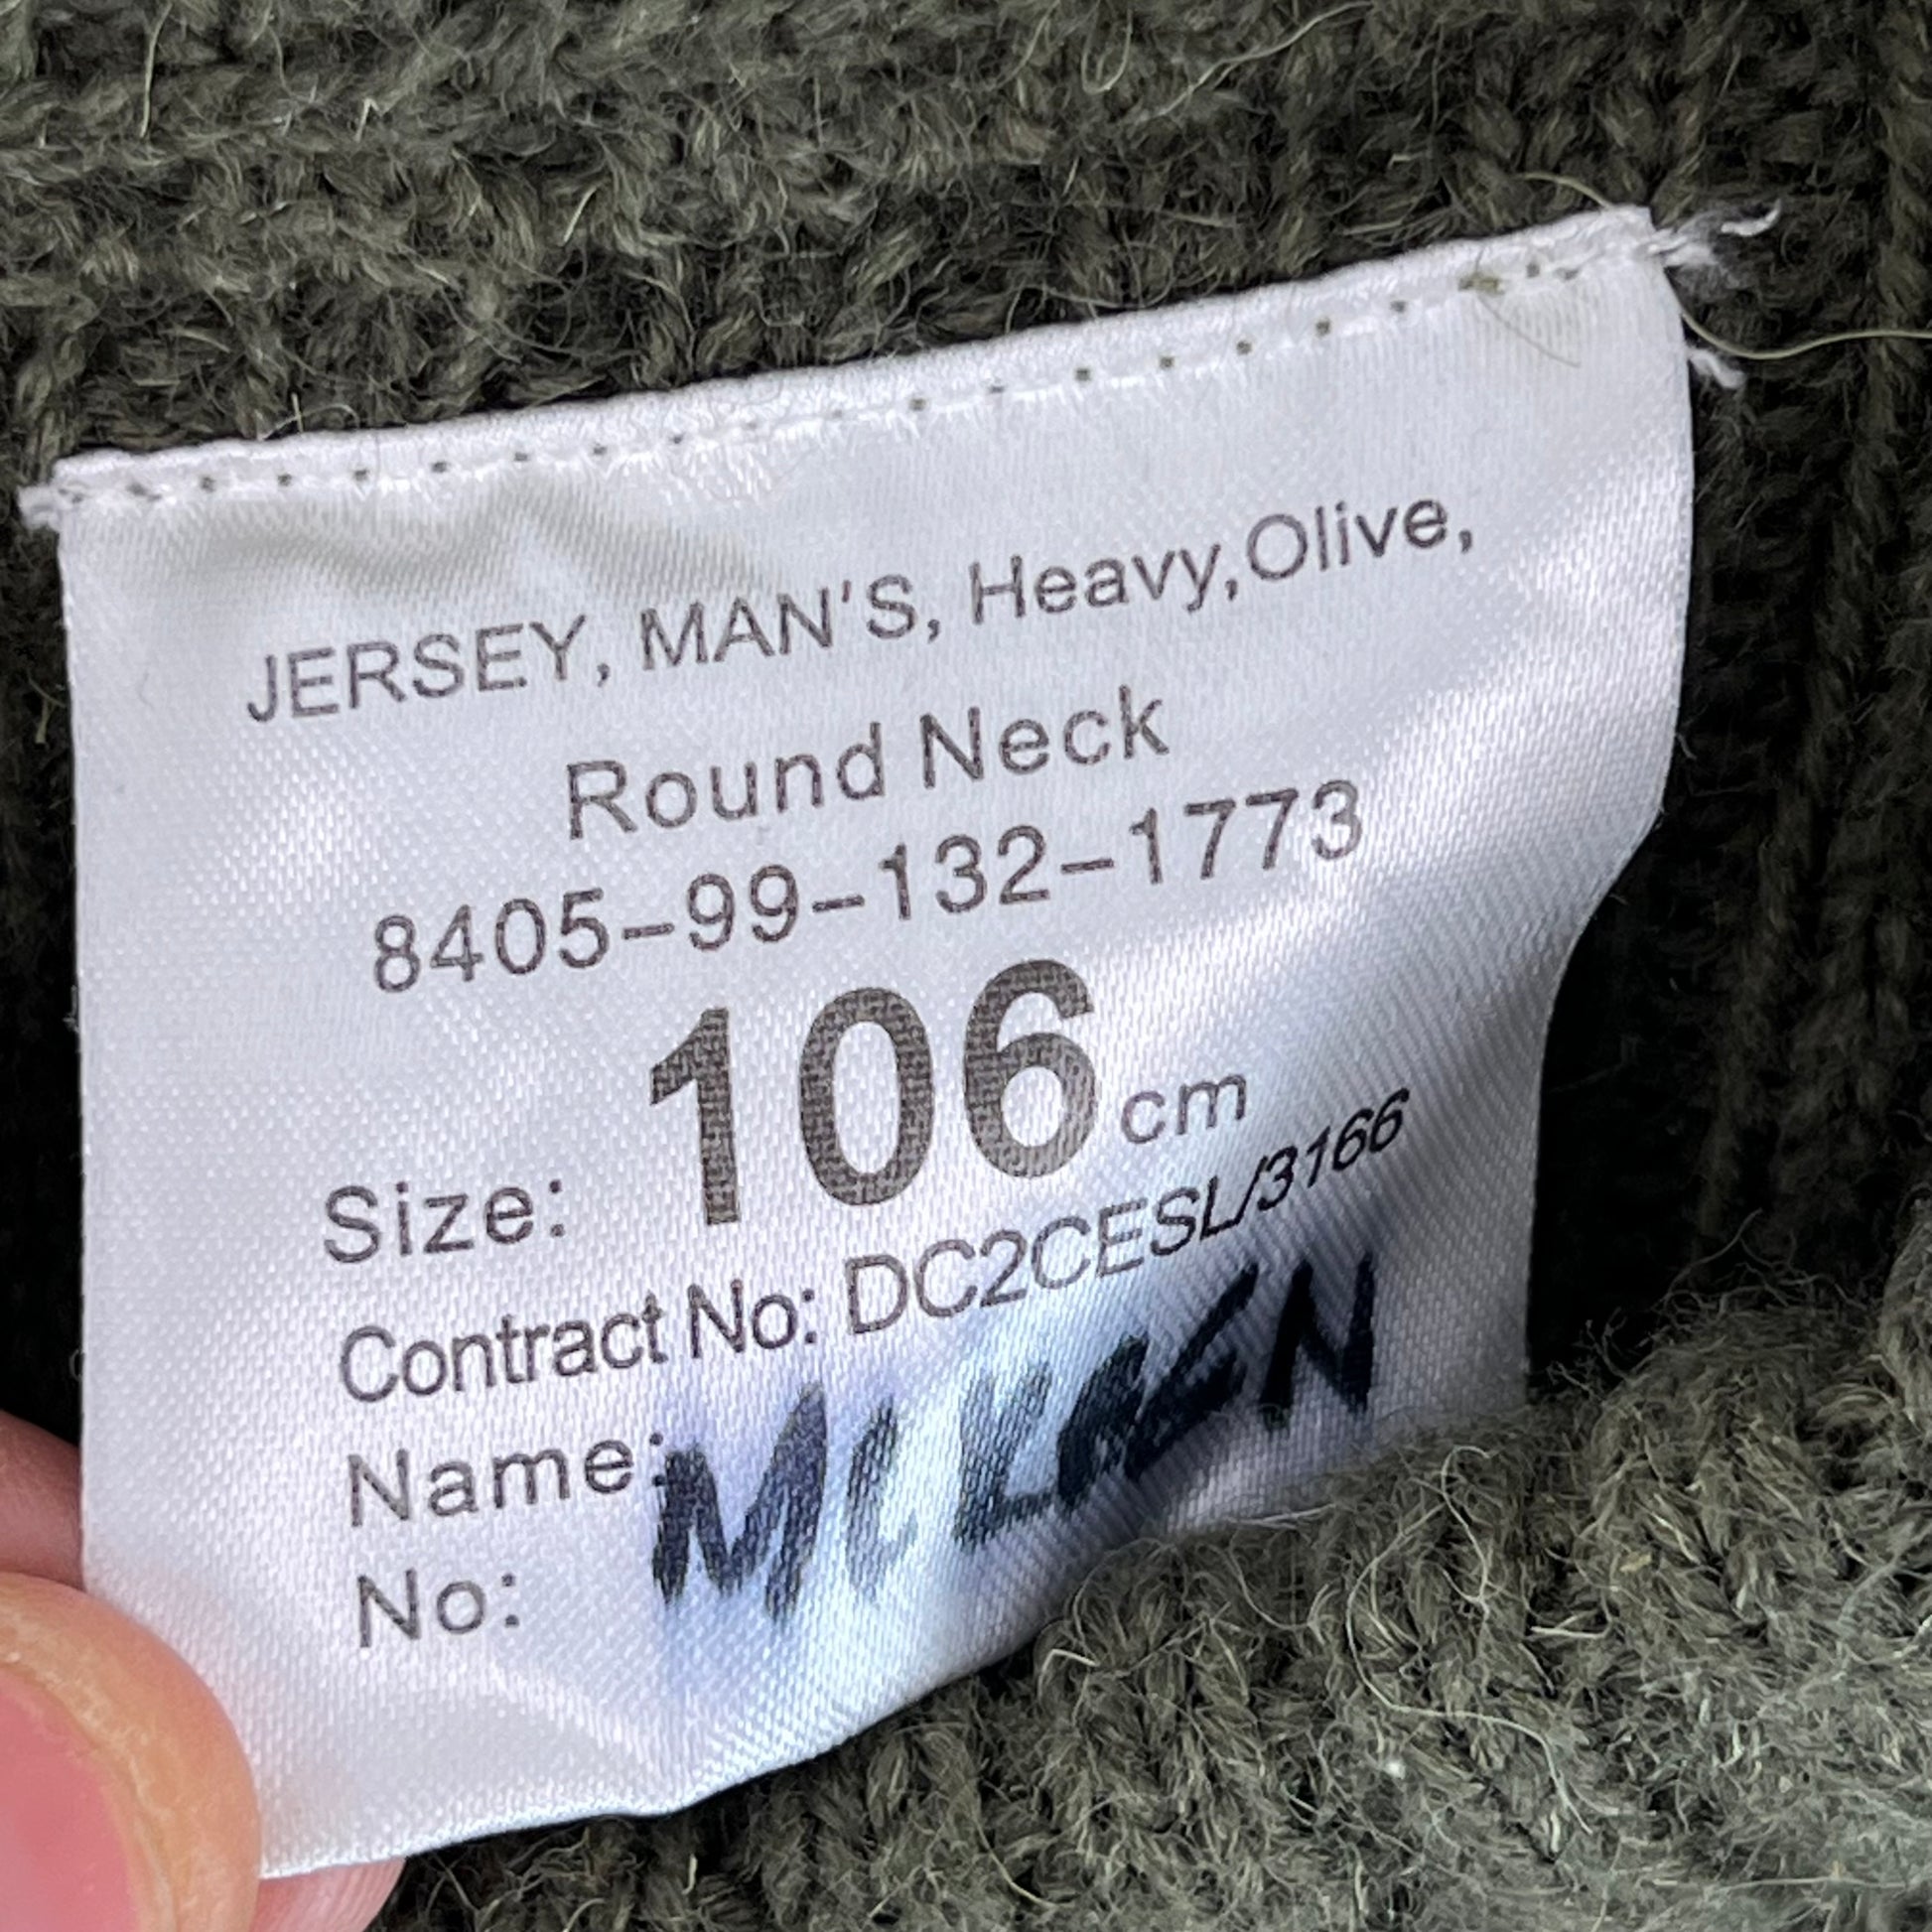 JERSEY, MAN'S, Heavy,Olive,
Round Neck
8405-99-132-1773
Size: 106 cm
Contract No: DC2CESL/3166
Name:
No: